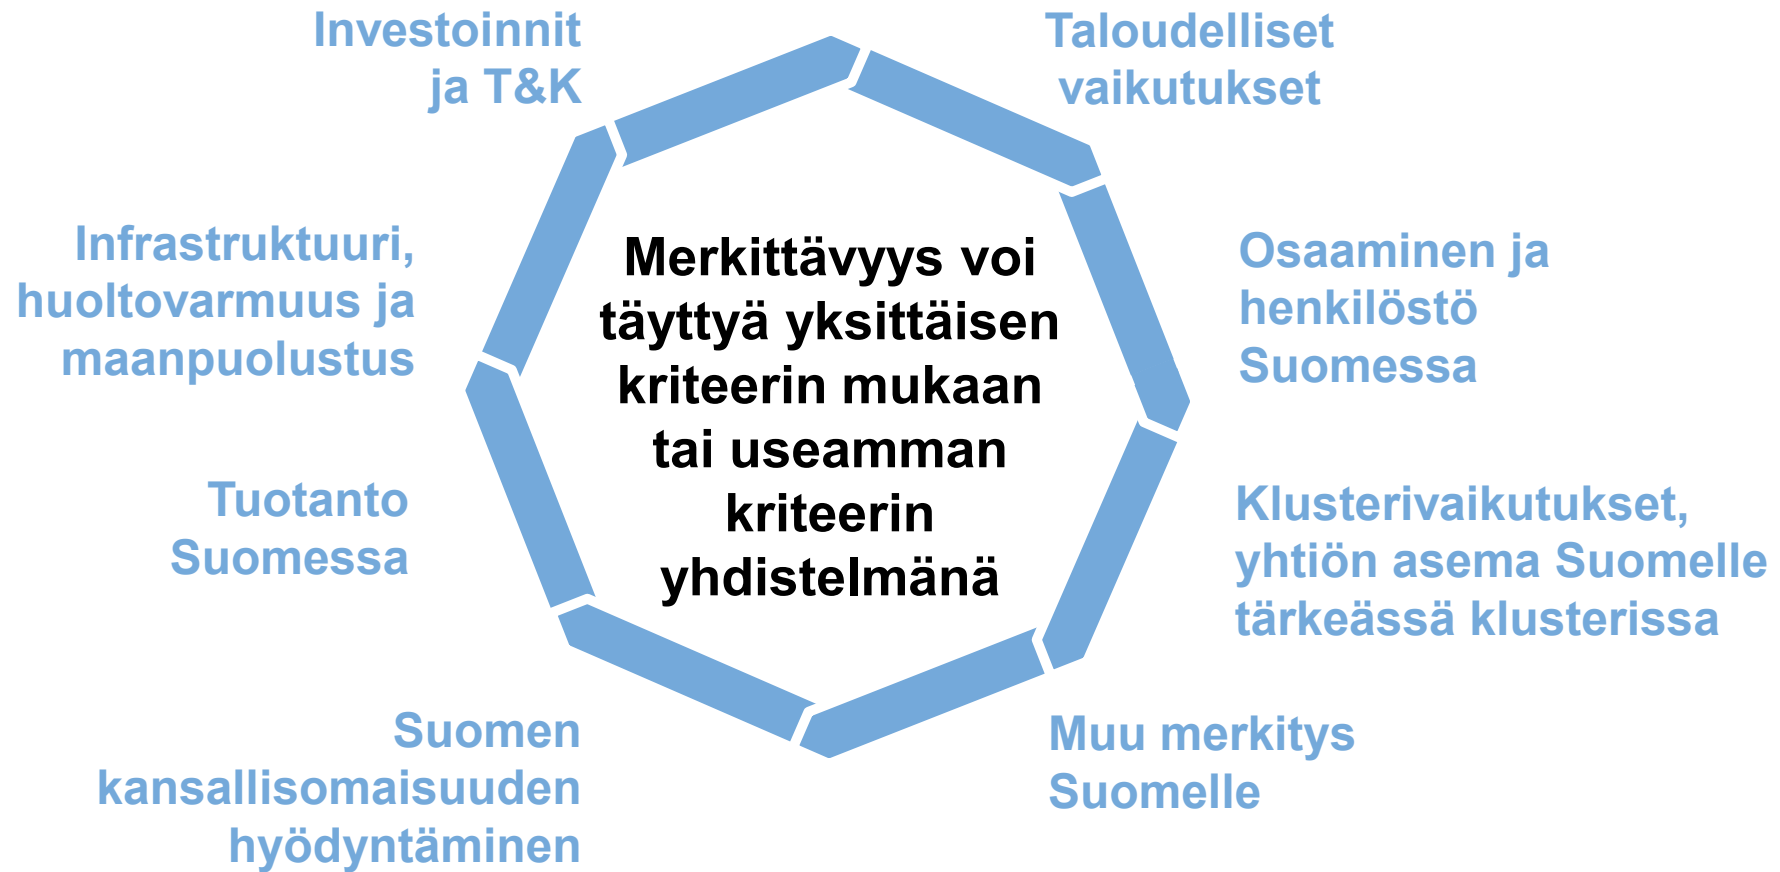 Investoinnit
ja T&K
Taloudelliset
vaikutukset
Infrastruktuuri,
huoltovarmuus ja
maanpuolustus
Merkittävyys voi
täyttyä yksittäisen
kriteerin mukaan
tai useamman
kriteerin
yhdistelmänä
Osaaminen ja
henkilöstö
Suomessa
Tuotanto
Suomessa
Klusterivaikutukset,
yhtiön asema Suomelle
tärkeässä klusterissa
Suomen
kansallisomaisuuden
hyödyntäminen
Muu merkitys
Suomelle